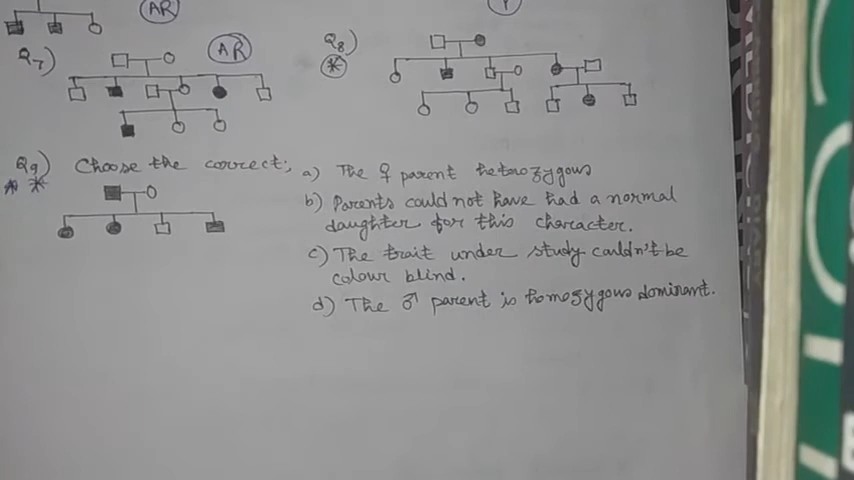 AR
Y
Q7)
AR
Q8)
*
Q9) Choose the correct;
* *
a) The ♀ parent heterozygous
b) Parents could not have had a normal
daughter for this character.
c) The trait under study couldn't be
colour blind.
d) The ♂ parent is homozygous dominant.